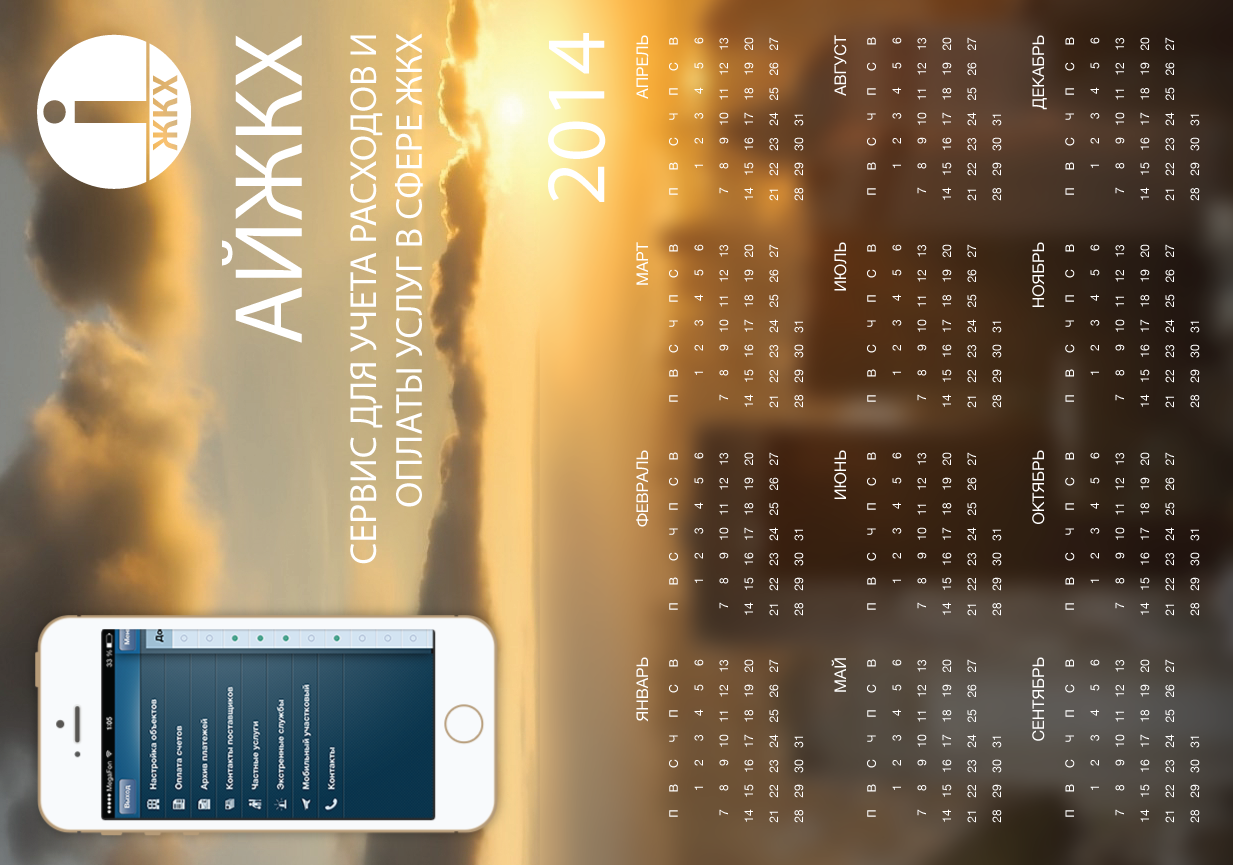 iЖКХ
АЙЖКХ
СЕРВИС ДЛЯ УЧЕТА РАСХОДОВ И
ОПЛАТЫ УСЛУГ В СФЕРЕ ЖКХ
MegaFon 1:05 33 %
Выход
Настройка объектов
Оплата счетов
Архив платежей
Контакты поставщиков
Частные услуги
Экстренные службы
Мобильный участковый
Контакты
2014
ЯНВАРЬ
П В С Ч П С В
1 2 3 4 5 6
7 8 9 10 11 12 13
14 15 16 17 18 19 20
21 22 23 24 25 26 27
28 29 30 31
ФЕВРАЛЬ
П В С Ч П С В
1 2 3 4 5 6
7 8 9 10 11 12 13
14 15 16 17 18 19 20
21 22 23 24 25 26 27
28 29 30 31
МАРТ
П В С Ч П С В
1 2 3 4 5 6
7 8 9 10 11 12 13
14 15 16 17 18 19 20
21 22 23 24 25 26 27
28 29 30 31
АПРЕЛЬ
П В С Ч П С В
1 2 3 4 5 6
7 8 9 10 11 12 13
14 15 16 17 18 19 20
21 22 23 24 25 26 27
28 29 30 31
МАЙ
П В С Ч П С В
1 2 3 4 5 6
7 8 9 10 11 12 13
14 15 16 17 18 19 20
21 22 23 24 25 26 27
28 29 30 31
ИЮНЬ
П В С Ч П С В
1 2 3 4 5 6
7 8 9 10 11 12 13
14 15 16 17 18 19 20
21 22 23 24 25 26 27
28 29 30 31
ИЮЛЬ
П В С Ч П С В
1 2 3 4 5 6
7 8 9 10 11 12 13
14 15 16 17 18 19 20
21 22 23 24 25 26 27
28 29 30 31
АВГУСТ
П В С Ч П С В
1 2 3 4 5 6
7 8 9 10 11 12 13
14 15 16 17 18 19 20
21 22 23 24 25 26 27
28 29 30 31
СЕНТЯБРЬ
П В С Ч П С В
1 2 3 4 5 6
7 8 9 10 11 12 13
14 15 16 17 18 19 20
21 22 23 24 25 26 27
28 29 30 31
ОКТЯБРЬ
П В С Ч П С В
1 2 3 4 5 6
7 8 9 10 11 12 13
14 15 16 17 18 19 20
21 22 23 24 25 26 27
28 29 30 31
НОЯБРЬ
П В С Ч П С В
1 2 3 4 5 6
7 8 9 10 11 12 13
14 15 16 17 18 19 20
21 22 23 24 25 26 27
28 29 30 31
ДЕКАБРЬ
П В С Ч П С В
1 2 3 4 5 6
7 8 9 10 11 12 13
14 15 16 17 18 19 20
21 22 23 24 25 26 27
28 29 30 31